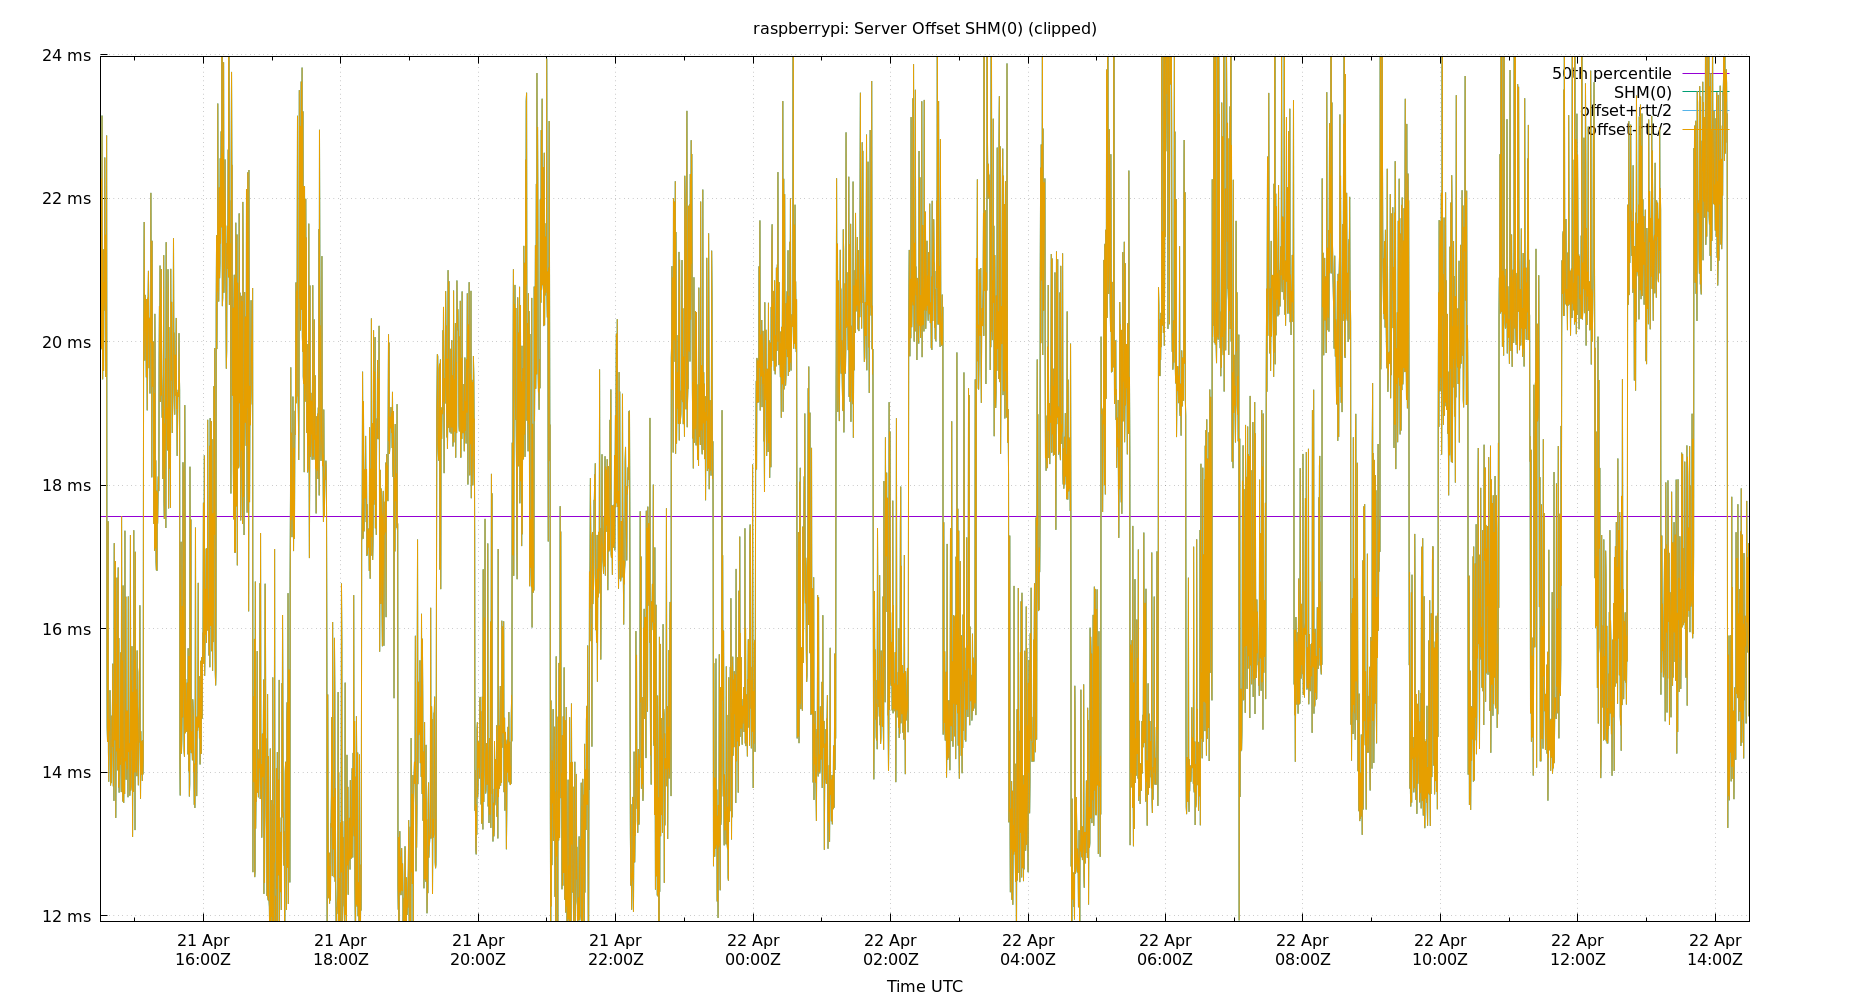 raspberrypi: Server Offset SHM(0) (clipped)
24 ms
22 ms
20 ms
18 ms
16 ms
14 ms
12 ms
50th percentile
SHM(0)
offset+rtt/2
offset-rtt/2
21 Apr 21 Apr 21 Apr 21 Apr 22 Apr 22 Apr 22 Apr 22 Apr 22 Apr 22 Apr 22 Apr 22 Apr
16:00Z 18:00Z 20:00Z 22:00Z 00:00Z 02:00Z 04:00Z 06:00Z 08:00Z 10:00Z 12:00Z 14:00Z
Time UTC